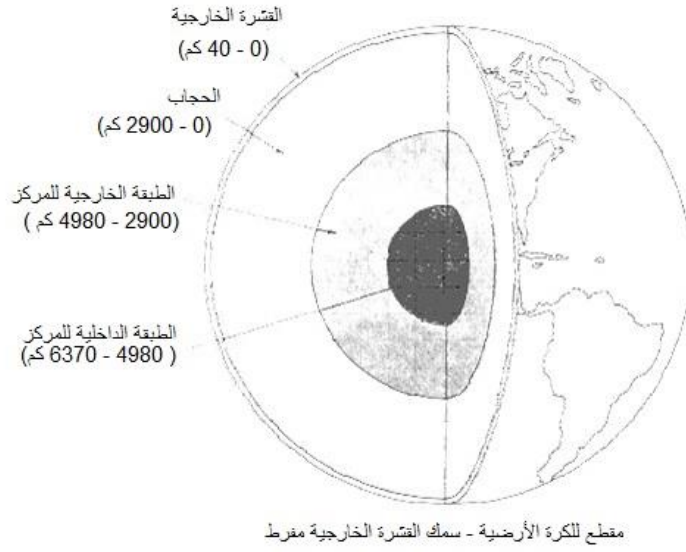 القشرة الخارجية
(0 - 40 كم)
الحجاب
(0 - 2900 كم)
الطبقة الخارجية للمركز
(2900 - 4980 كم )
الطبقة الداخلية للمركز
( 4980 - 6370 كم)
مقطع للكرة الأرضية - سمك القشرة الخارجية مفرط